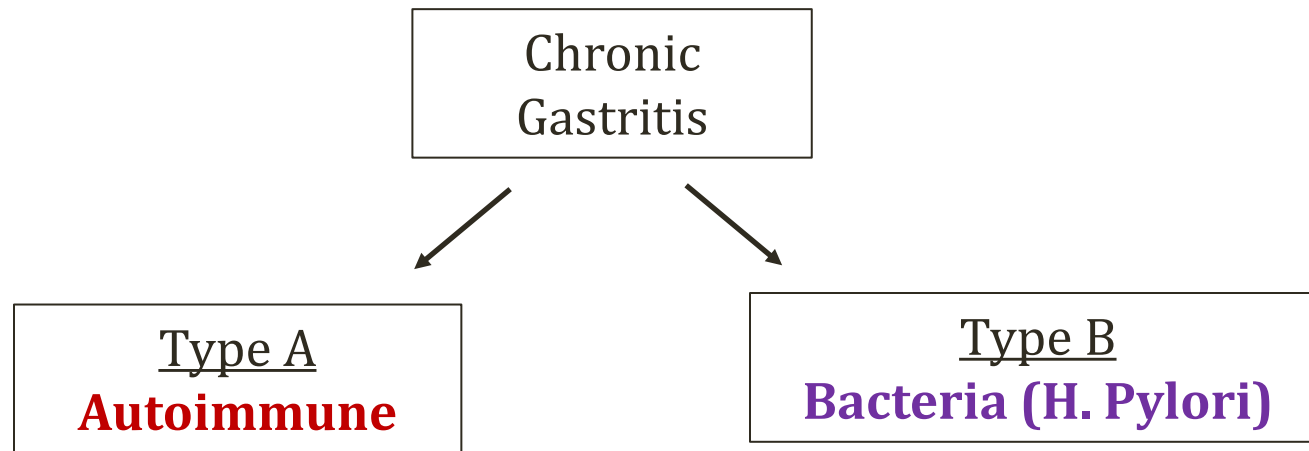 Chronic
Gastritis
Type A
Autoimmune
Type B
Bacteria (H. Pylori)